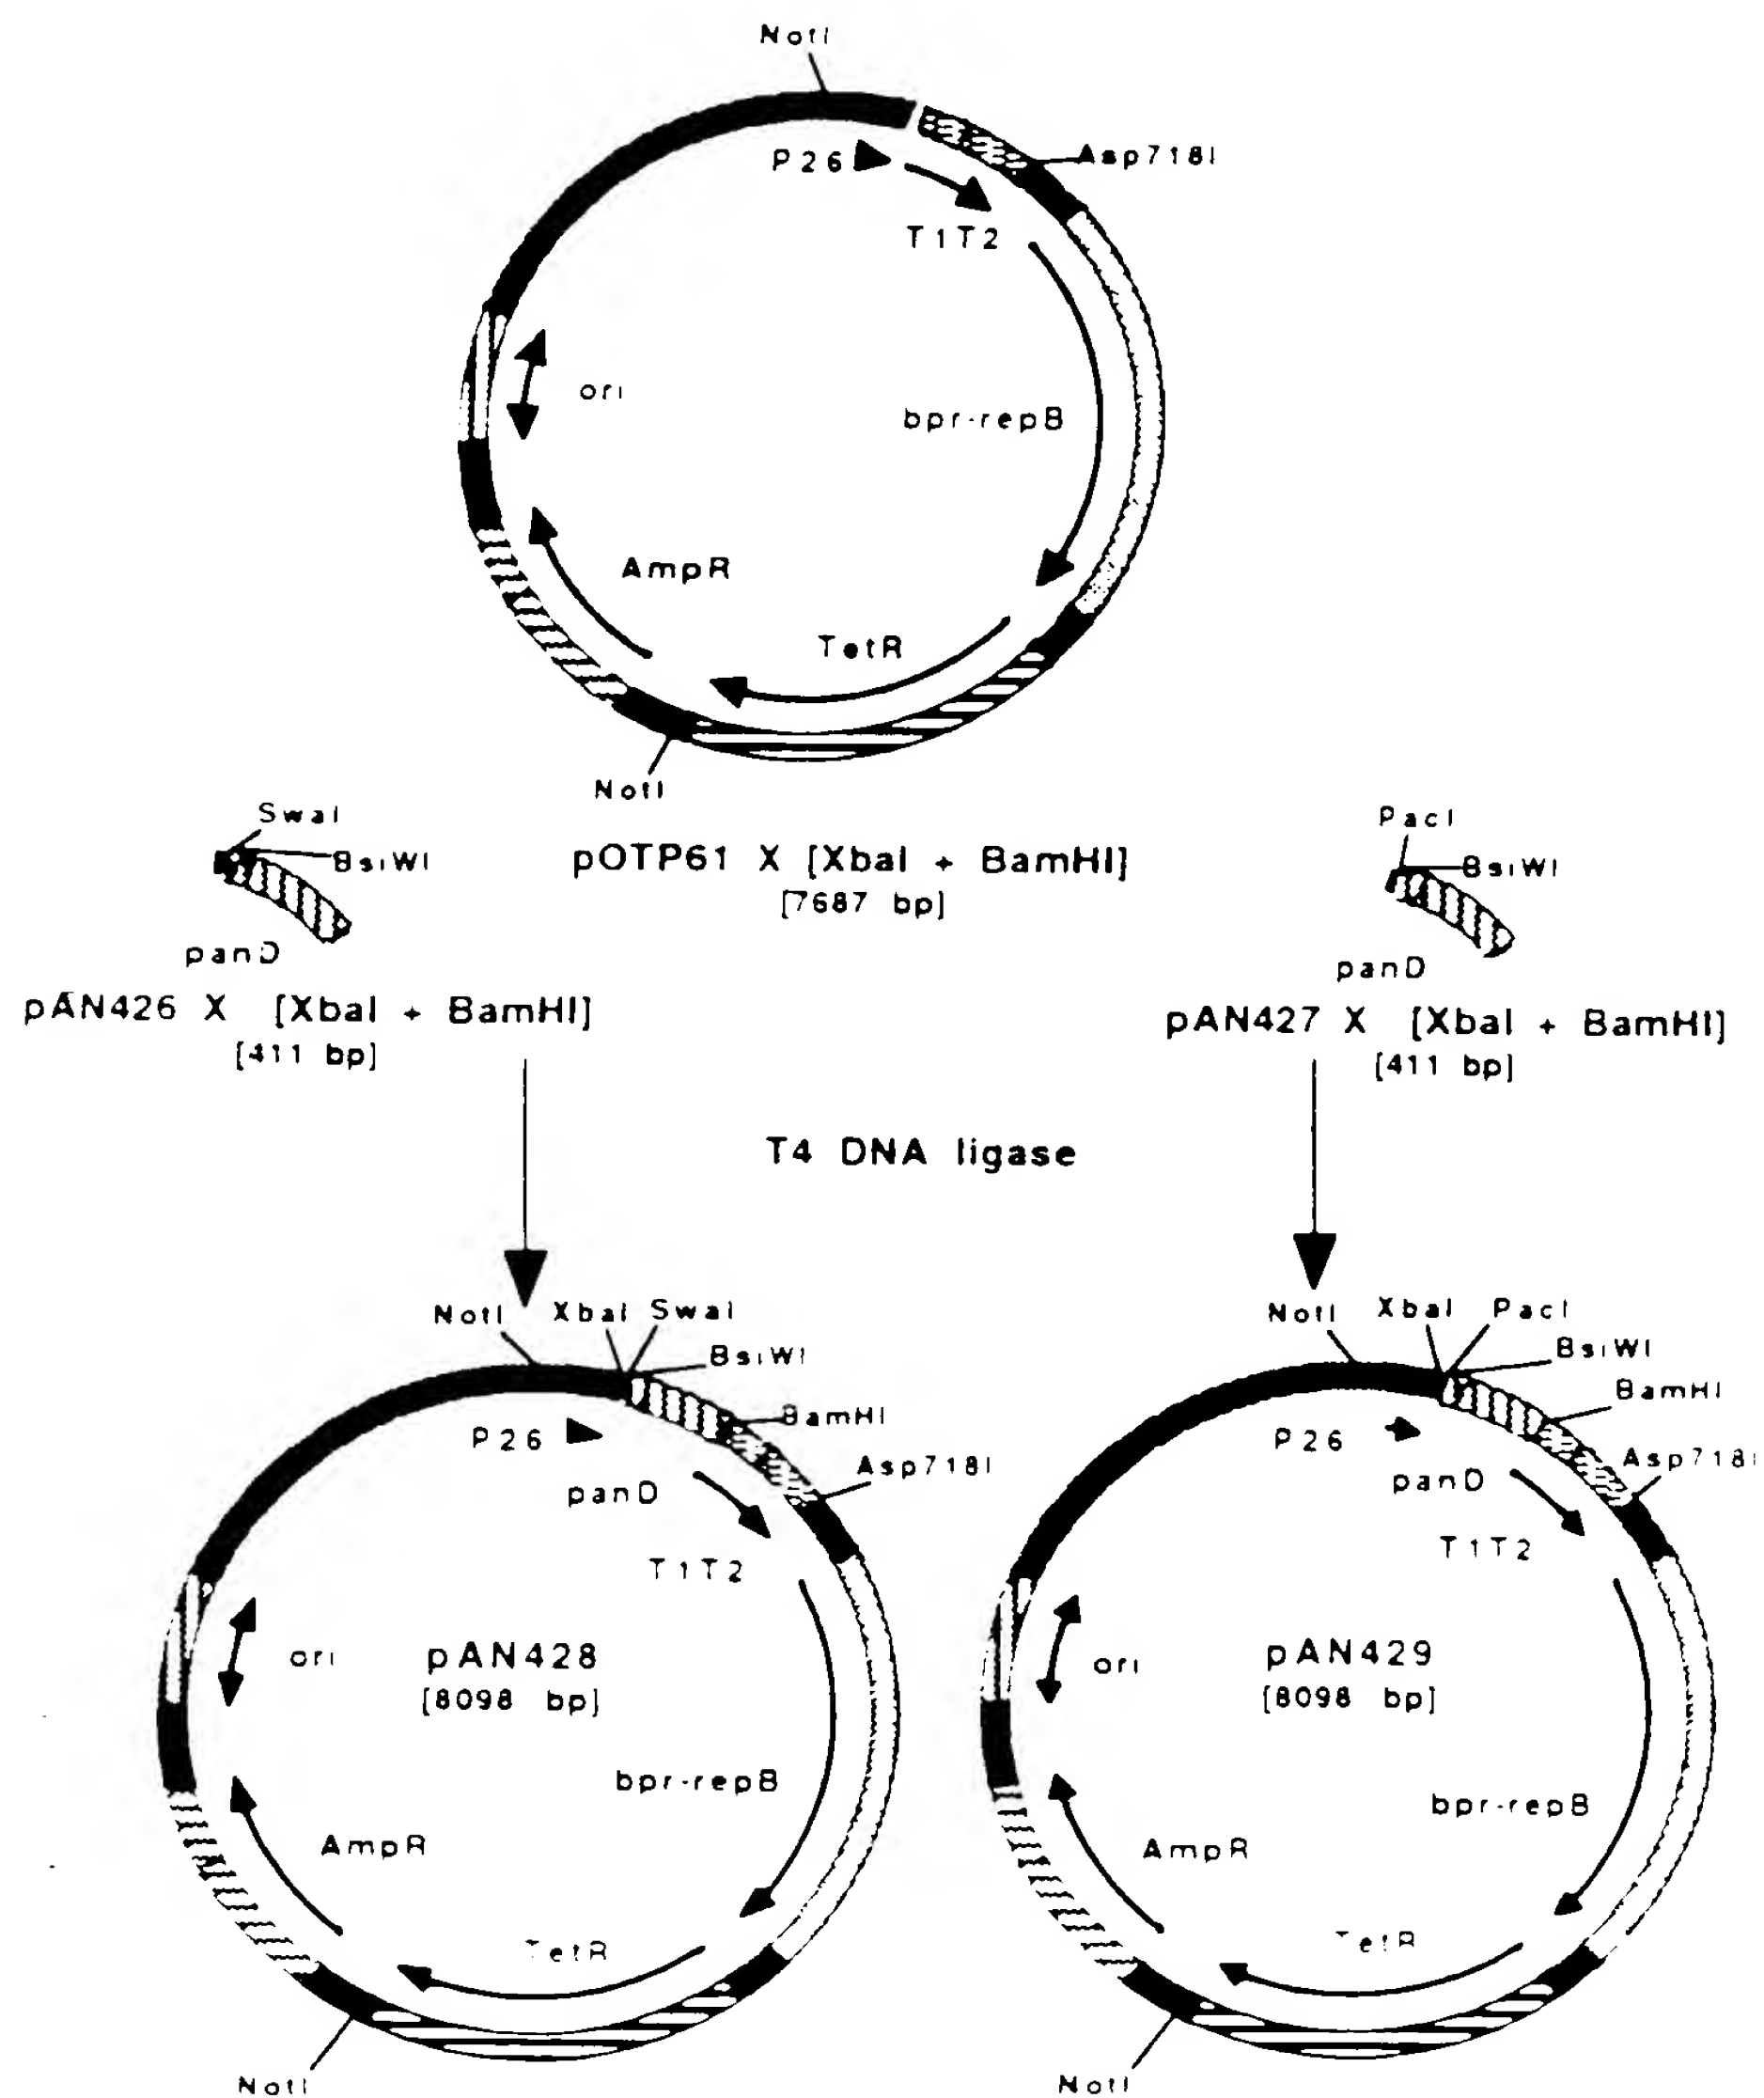 NotI
P26
Asp718I
T1T2
ori
bpr-repB
AmpR
TetR
NotI
SwaI
BsiWI
panD
pAN426 X [XbaI + BamHI]
[411 bp]
pOTP61 X [XbaI + BamHI]
[7687 bp]
PacI
BsiWI
panD
pAN427 X [XbaI + BamHI]
[411 bp]
T4 DNA ligase
NotI
XbaI
SwaI
BsiWI
BamHI
P26
Asp718I
panD
T1T2
ori
pAN428
[8098 bp]
bpr-repB
AmpR
TetR
NotI
NotI
XbaI
PacI
BsiWI
BamHI
P26
Asp718I
panD
T1T2
ori
pAN429
[8098 bp]
bpr-repB
AmpR
TetR
NotI